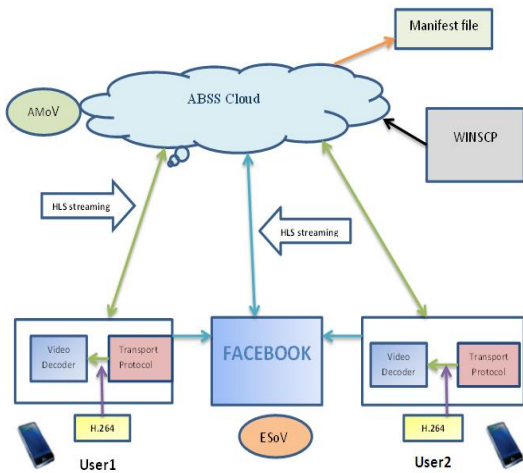 Manifest file
ABSS Cloud
AMoV
WINSCP
HLS streaming
HLS streaming
Video
Decoder
Transport
Protocol
FACEBOOK
Video
Decoder
Transport
Protocol
H.264
ESoV
H.264
User1
User2